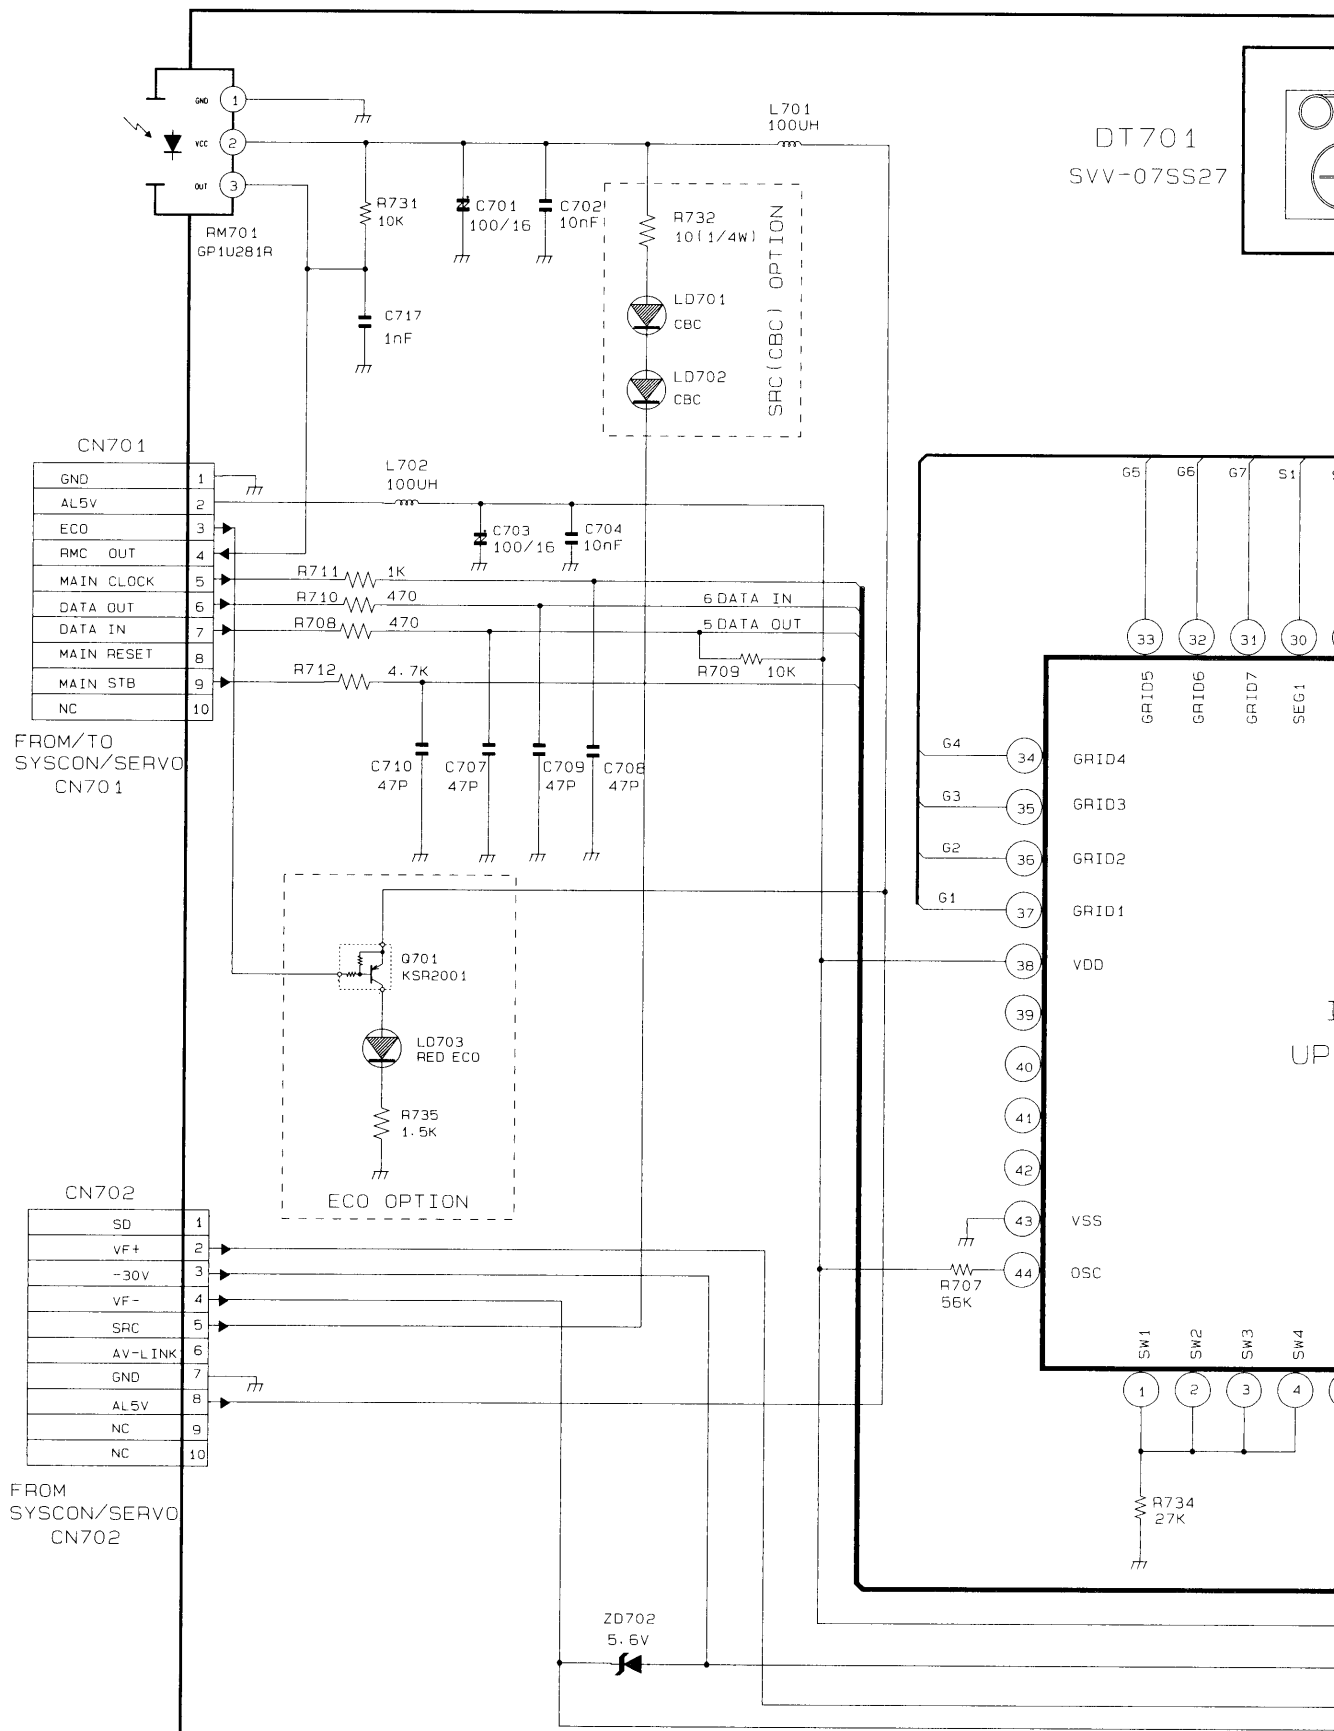 GND 1
VCC 2
OUT 3
RM701
GP1U281R
L701
100UH
DT701
SVV-07SS27
R731
10K
C701
100/16
C702
10nF
R732
10(1/4W)
LD701
CBC
LD702
CBC
SRC(CBC) OPTION
C717
1nF
CN701
GND 1
AL5V 2
ECO 3
RMC OUT 4
MAIN CLOCK 5
DATA OUT 6
DATA IN 7
MAIN RESET 8
MAIN STB 9
NC 10
FROM/TO
SYSCON/SERVO
CN701
L702
100UH
C703
100/16
C704
10nF
R711 1K
R710 470
R708 470
R712 4.7K
6 DATA IN
5 DATA OUT
R709 10K
C710
47P
C707
47P
C709
47P
C708
47P
Q701
KSR2001
LD703
RED ECO
R735
1.5K
ECO OPTION
G5 G6 G7 S1
33 32 31 30
GRID5 GRID6 GRID7 SEG1
G4 34 GRID4
G3 35 GRID3
G2 36 GRID2
G1 37 GRID1
38 VDD
39
40
41
42
43 VSS
44 OSC
UP
R707
56K
SW1 SW2 SW3 SW4
1 2 3 4
R734
27K
CN702
SD 1
VF+ 2
-30V 3
VF- 4
SRC 5
AV-LINK 6
GND 7
AL5V 8
NC 9
NC 10
FROM
SYSCON/SERVO
CN702
ZD702
5.6V